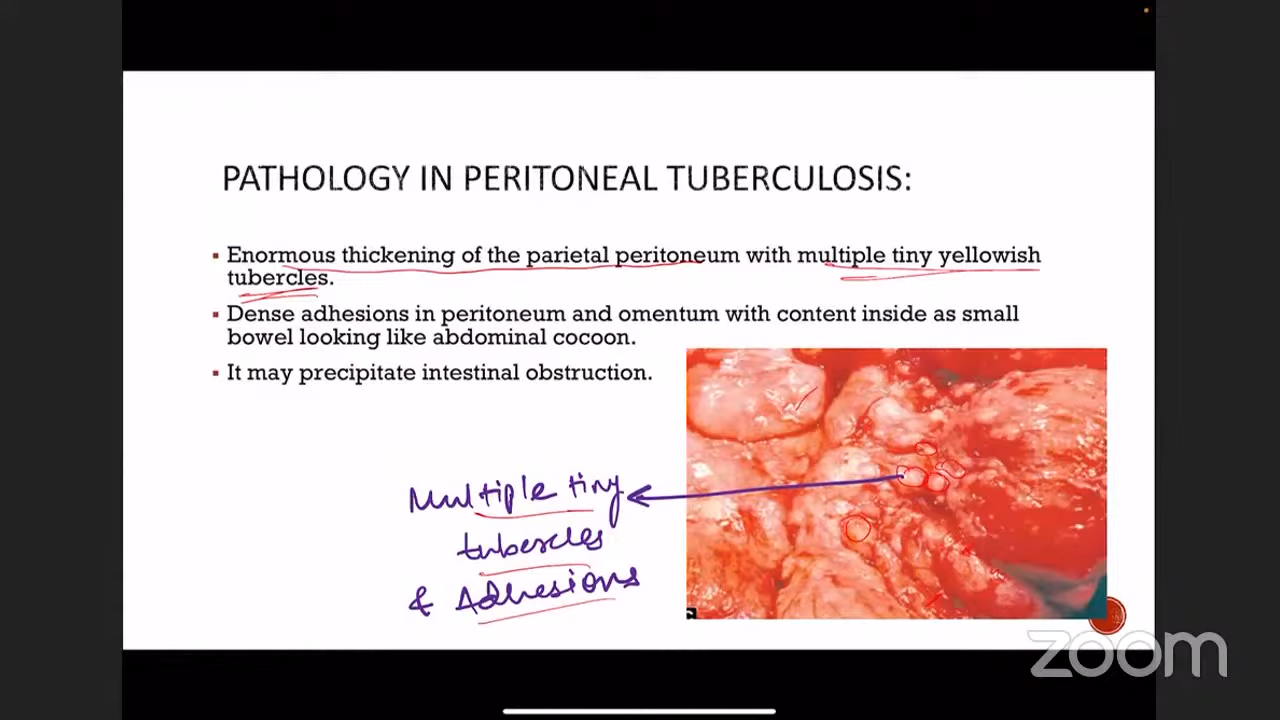 PATHOLOGY IN PERITONEAL TUBERCULOSIS:
▪ Enormous thickening of the parietal peritoneum with multiple tiny yellowish
tubercles.
▪ Dense adhesions in peritoneum and omentum with content inside as small
bowel looking like abdominal cocoon.
▪ It may precipitate intestinal obstruction.
Multiple tiny
tubercles
& Adhesions
zoom